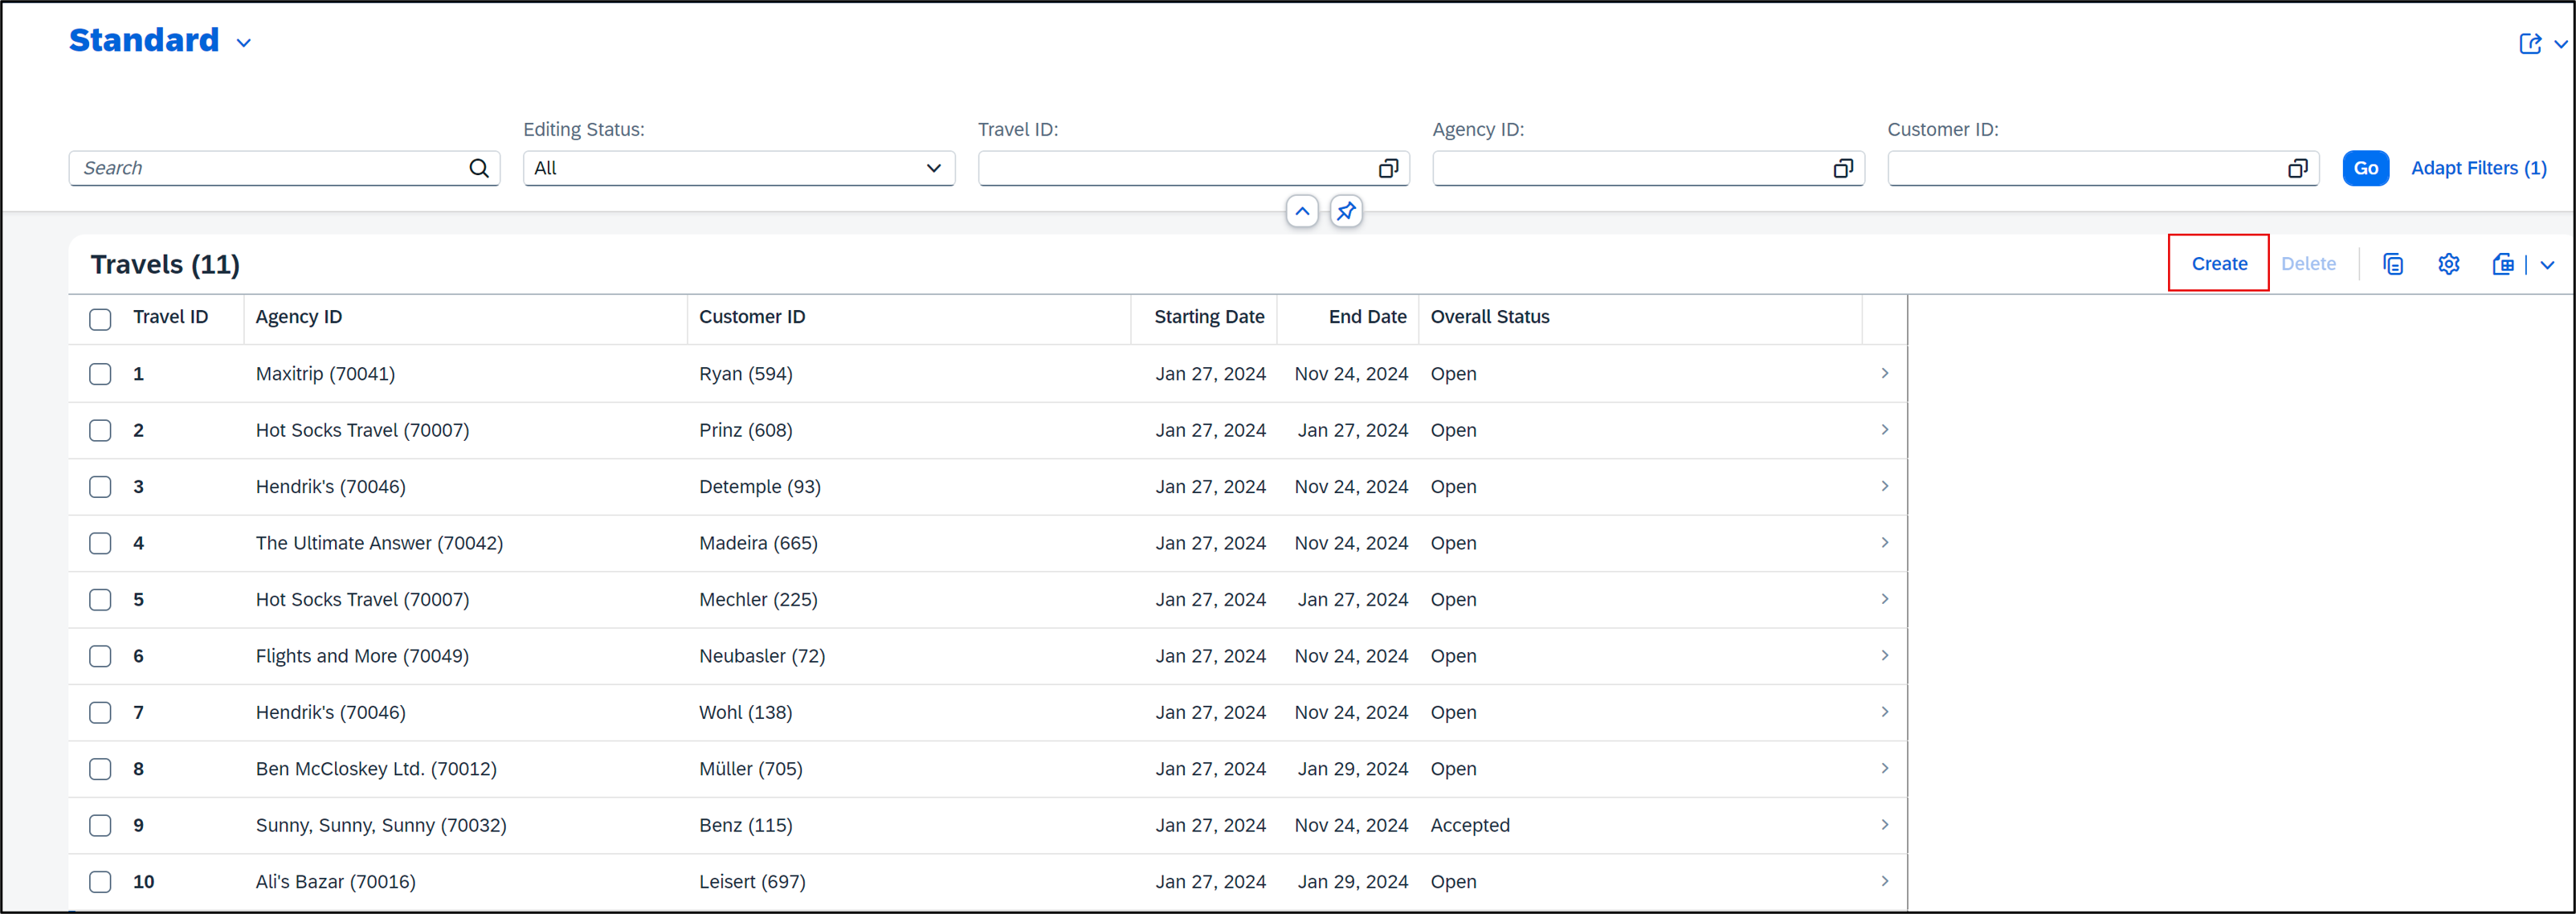 Standard
Editing Status: Travel ID: Agency ID: Customer ID:
Search All Go Adapt Filters (1)
Travels (11) Create Delete
Travel ID Agency ID Customer ID Starting Date End Date Overall Status
1 Maxitrip (70041) Ryan (594) Jan 27, 2024 Nov 24, 2024 Open
2 Hot Socks Travel (70007) Prinz (608) Jan 27, 2024 Jan 27, 2024 Open
3 Hendrik's (70046) Detemple (93) Jan 27, 2024 Nov 24, 2024 Open
4 The Ultimate Answer (70042) Madeira (665) Jan 27, 2024 Nov 24, 2024 Open
5 Hot Socks Travel (70007) Mechler (225) Jan 27, 2024 Jan 27, 2024 Open
6 Flights and More (70049) Neubasler (72) Jan 27, 2024 Nov 24, 2024 Open
7 Hendrik's (70046) Wohl (138) Jan 27, 2024 Nov 24, 2024 Open
8 Ben McCloskey Ltd. (70012) Müller (705) Jan 27, 2024 Jan 29, 2024 Open
9 Sunny, Sunny, Sunny (70032) Benz (115) Jan 27, 2024 Nov 24, 2024 Accepted
10 Ali's Bazar (70016) Leisert (697) Jan 27, 2024 Jan 29, 2024 Open